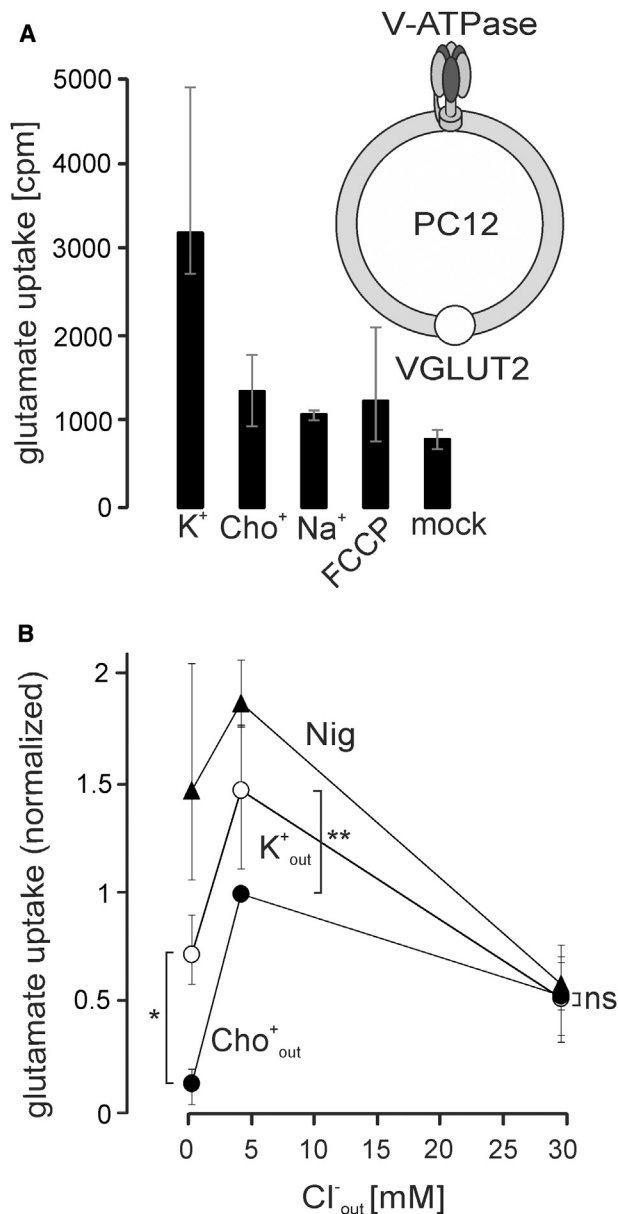 A
V-ATPase
PC12
VGLUT2
glutamate uptake [cpm]
5000
4000
3000
2000
1000
0
K⁺
Cho⁺
Na⁺
FCCP
mock
B
glutamate uptake (normalized)
2
1.5
1
0.5
0
Nig
K⁺out
**
*
Cho⁺out
ns
0 5 10 15 20 25 30
Cl⁻out [mM]